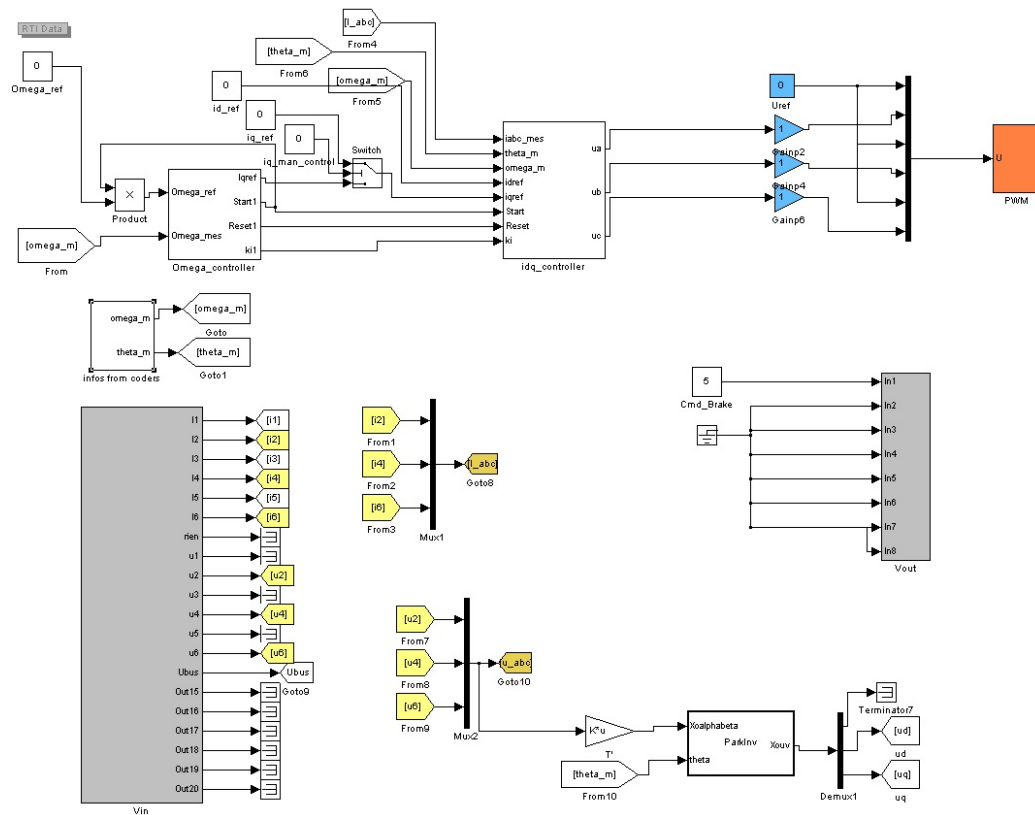 RTI Data
0
Omega_ref
[I_abc]
From4
[theta_m]
From6
0
id_ref
[omega_m]
From5
0
iq_ref
0
iq_man_control
Switch
×
Product
Omega_ref
Omega_mes
Iqref
Start1
Reset1
ki1
Omega_controller
[omega_m]
From
iabc_mes
theta_m
omega_m
idref
iqref
Start
Reset
ki
ua
ub
uc
idq_controller
0
Uref
1
Gainp2
1
Gainp4
1
Gainp6
U
PWM
omega_m
theta_m
infos from coders
[omega_m]
Goto
[theta_m]
Goto1
I1
I2
I3
I4
I5
I6
rien
u1
u2
u3
u4
u5
u6
Ubus
Out15
Out16
Out17
Out18
Out19
Out20
Vin
[i1]
[i2]
[i3]
[i4]
[i5]
[i6]
[u2]
[u4]
[u6]
Ubus
Goto9
[i2]
From1
[i4]
From2
[i6]
From3
Mux1
[I_abc]
Goto8
5
Cmd_Brake
In1
In2
In3
In4
In5
In6
In7
In8
Vout
[u2]
From7
[u4]
From8
[u6]
From9
Mux2
[u_abc]
Goto10
K*u
T'
[theta_m]
From10
Xoalphabeta
theta
ParkInv
Xouv
Demux1
Terminator7
[ud]
ud
[uq]
uq